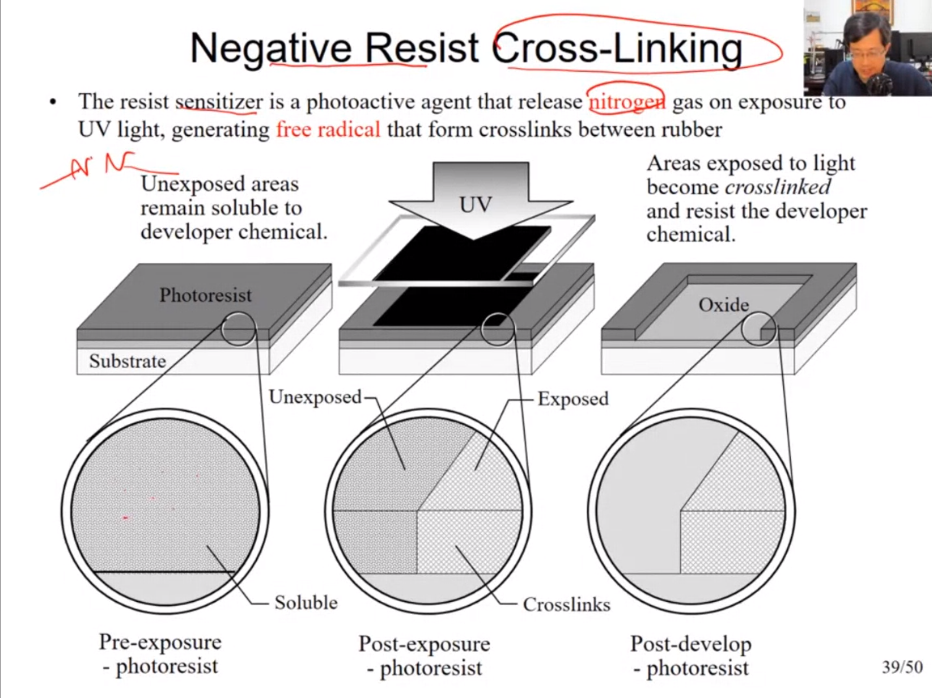 Negative Resist Cross-Linking
• The resist sensitizer is a photoactive agent that release nitrogen gas on exposure to
UV light, generating free radical that form crosslinks between rubber
Unexposed areas
remain soluble to
developer chemical.
UV
Areas exposed to light
become crosslinked
and resist the developer
chemical.
Photoresist
Substrate
Oxide
Unexposed
Exposed
Soluble
Crosslinks
Pre-exposure
- photoresist
Post-exposure
- photoresist
Post-develop
- photoresist
39/50